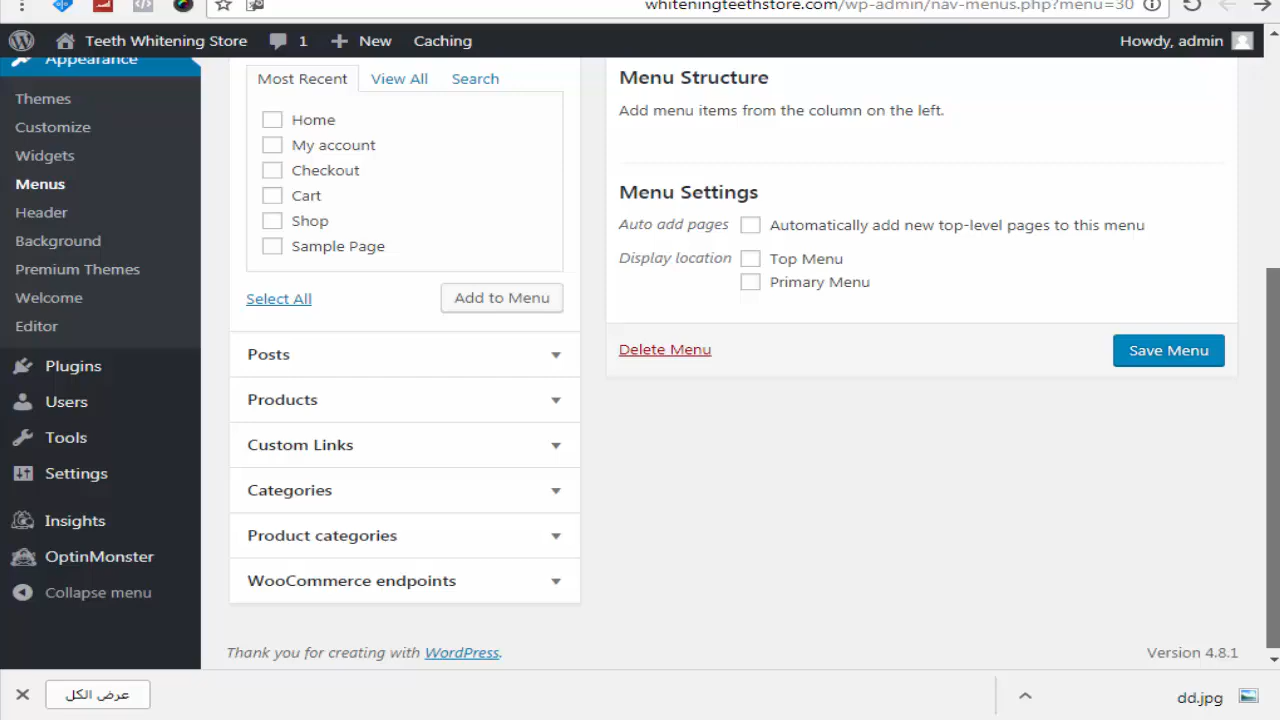 whiteningteethstore.com/wp-admin/nav-menus.php?menu=30
Teeth Whitening Store 1 New Caching Howdy, admin
Appearance
Themes
Customize
Widgets
Menus
Header
Background
Premium Themes
Welcome
Editor
Plugins
Users
Tools
Settings
Insights
OptinMonster
Collapse menu
Most Recent View All Search
Home
My account
Checkout
Cart
Shop
Sample Page
Select All Add to Menu
Posts
Products
Custom Links
Categories
Product categories
WooCommerce endpoints
Menu Structure
Add menu items from the column on the left.
Menu Settings
Auto add pages Automatically add new top-level pages to this menu
Display location Top Menu
Primary Menu
Delete Menu Save Menu
Thank you for creating with WordPress. Version 4.8.1
عرض الكل dd.jpg